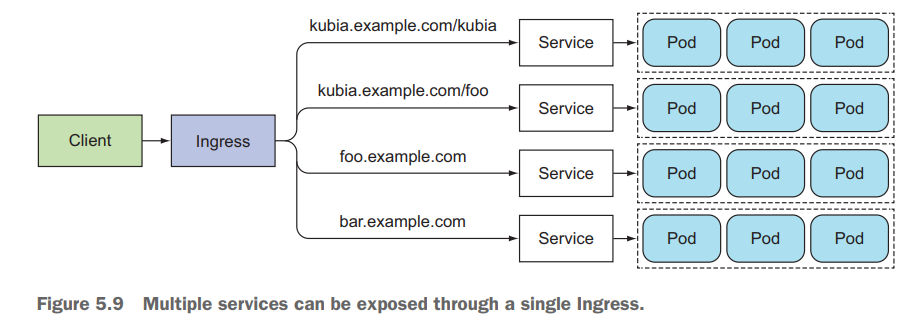 kubia.example.com/kubia
Service
Pod
Pod
Pod
kubia.example.com/foo
Service
Pod
Pod
Pod
Client
Ingress
foo.example.com
Service
Pod
Pod
Pod
bar.example.com
Service
Pod
Pod
Pod
Figure 5.9 Multiple services can be exposed through a single Ingress.